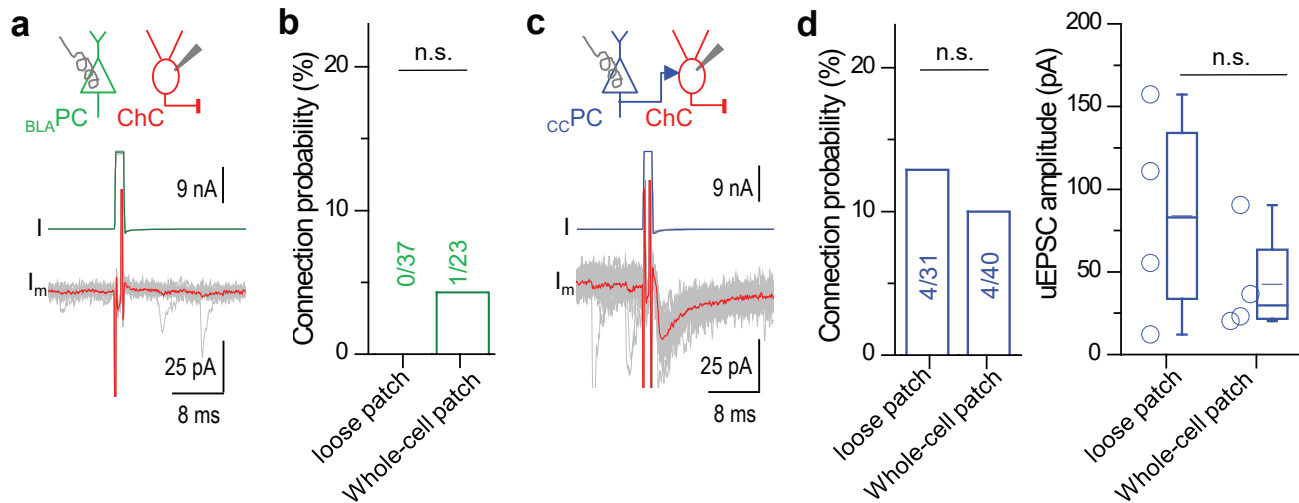 a
BLAPC
ChC
I
9 nA
Im
25 pA
8 ms
b
Connection probability (%)
20
10
0
n.s.
0/37
1/23
loose patch
Whole-cell patch
c
CCPC
ChC
I
9 nA
Im
25 pA
8 ms
d
Connection probability (%)
20
10
0
n.s.
4/31
4/40
loose patch
Whole-cell patch
uEPSC amplitude (pA)
200
150
100
50
0
n.s.
loose patch
Whole-cell patch